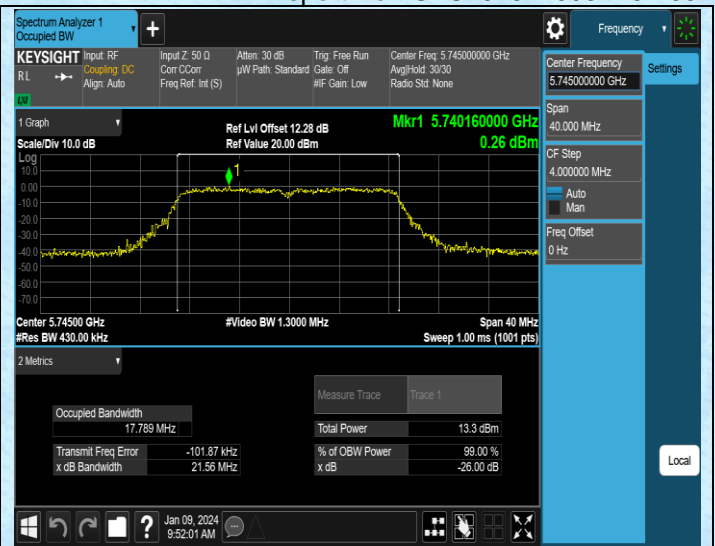 Spectrum Analyzer 1
Occupied BW
+
Frequency
KEYSIGHT
RL
LXI
Input: RF
Coupling: DC
Align: Auto
Input Z: 50 Ω
Corr CCorr
Freq Ref: Int (S)
Atten: 30 dB
µW Path: Standard
Trig: Free Run
Gate: Off
#IF Gain: Low
Center Freq: 5.745000000 GHz
Avg|Hold: 30/30
Radio Std: None
1 Graph
Scale/Div 10.0 dB
Ref Lvl Offset 12.28 dB
Ref Value 20.00 dBm
Mkr1 5.740160000 GHz
0.26 dBm
Log
10.0
0.00
-10.0
-20.0
-30.0
-40.0
-50.0
-60.0
-70.0
1
Center 5.74500 GHz
#Res BW 430.00 kHz
#Video BW 1.3000 MHz
Span 40 MHz
Sweep 1.00 ms (1001 pts)
2 Metrics
Measure Trace
Trace 1
Occupied Bandwidth
17.789 MHz
Total Power
13.3 dBm
Transmit Freq Error
-101.87 kHz
% of OBW Power
99.00 %
x dB Bandwidth
21.56 MHz
x dB
-26.00 dB
Center Frequency
5.745000000 GHz
Settings
Span
40.000 MHz
CF Step
4.000000 MHz
Auto
Man
Freq Offset
0 Hz
Local
?
Jan 09, 2024
9:52:01 AM